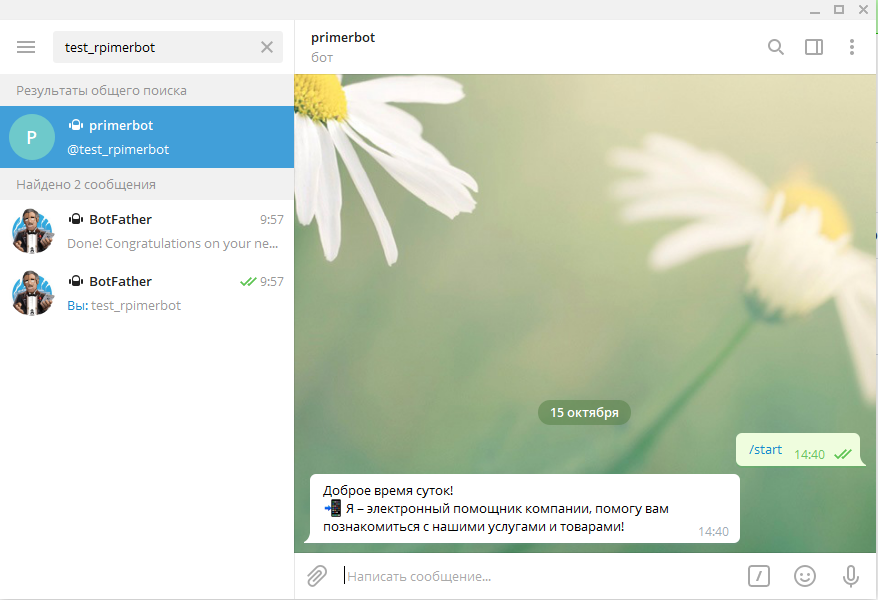 test_rpimerbot
Результаты общего поиска
P
primerbot
@test_rpimerbot
Найдено 2 сообщения
BotFather 9:57
Done! Congratulations on your ne...
BotFather 9:57
Вы: test_rpimerbot
primerbot
бот
15 октября
/start 14:40
Доброе время суток!
Я – электронный помощник компании, помогу вам
познакомиться с нашими услугами и товарами! 14:40
Написать сообщение...